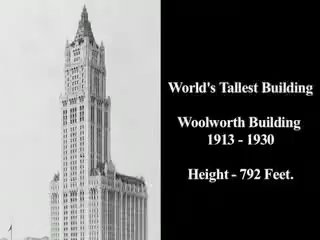 World's Tallest Building
Woolworth Building
1913 - 1930
Height - 792 Feet.